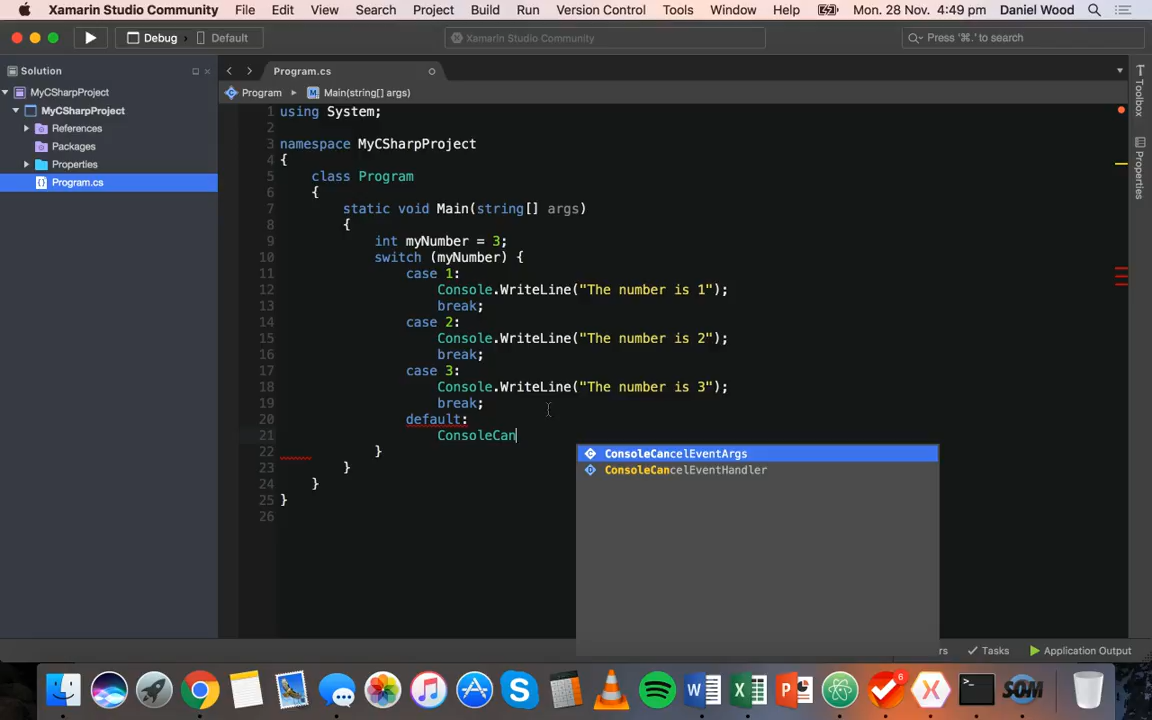 Xamarin Studio Community File Edit View Search Project Build Run Version Control Tools Window Help Mon. 28 Nov. 4:49 pm Daniel Wood
Debug Default Xamarin Studio Community Press '⌘.' to search
Solution
Program.cs
MyCSharpProject
MyCSharpProject
References
Packages
Properties
Program.cs
Program Main(string[] args)
1 using System;
2
3 namespace MyCSharpProject
4 {
5 class Program
6 {
7 static void Main(string[] args)
8 {
9 int myNumber = 3;
10 switch (myNumber) {
11 case 1:
12 Console.WriteLine("The number is 1");
13 break;
14 case 2:
15 Console.WriteLine("The number is 2");
16 break;
17 case 3:
18 Console.WriteLine("The number is 3");
19 break;
20 default:
21 ConsoleCan
22 }
23 }
24 }
25 }
26
ConsoleCancelEventArgs
ConsoleCancelEventHandler
Toolbox
Properties
rs Tasks Application Output
6
SOM